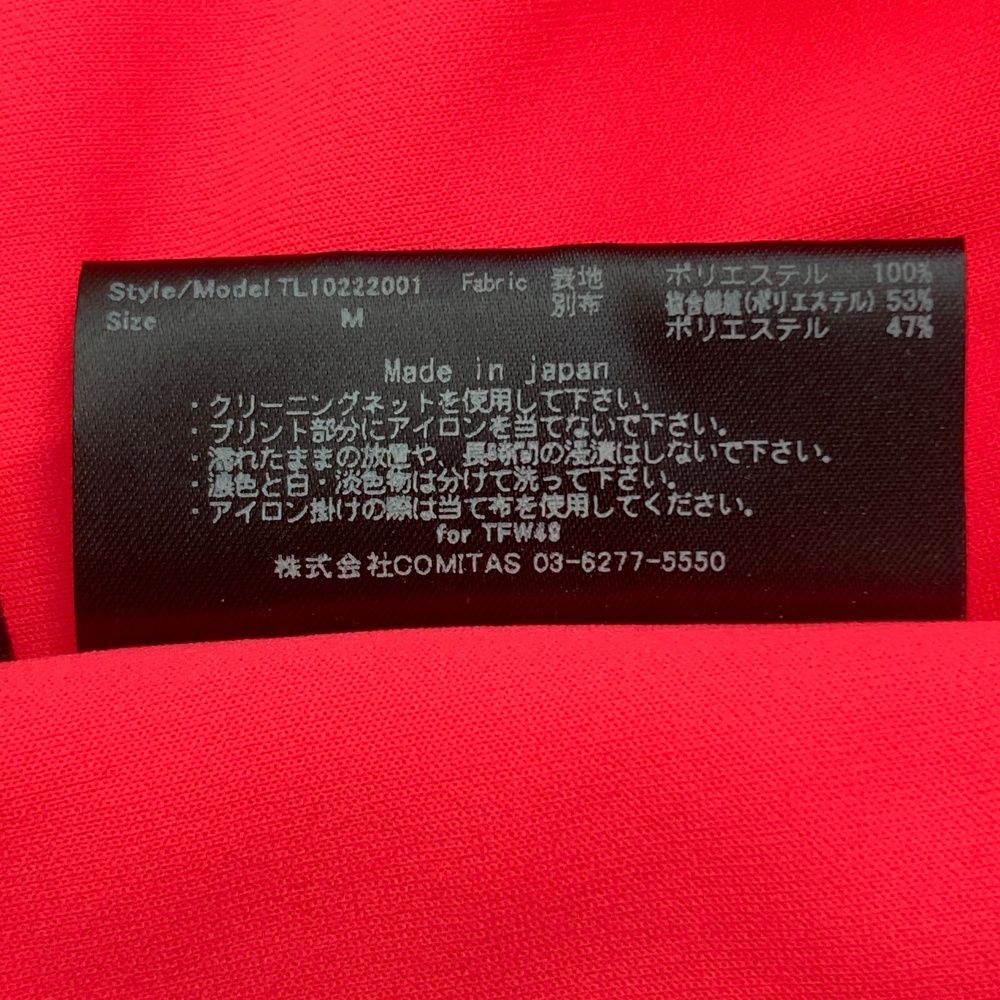 Style/Model TL10222001 Fabric 表地 ポリエステル 100%
Size M 別布 複合繊維(ポリエステル) 53%
ポリエステル 47%
Made in japan
・クリーニングネットを使用して下さい。
・プリント部分にアイロンを当てないで下さい。
・濡れたままの放置や、長時間の浸漬はしないで下さい。
・濃色と白・淡色物は分けて洗って下さい。
・アイロン掛けの際は当て布を使用してください。
for TFW49
株式会社COMITAS 03-6277-5550